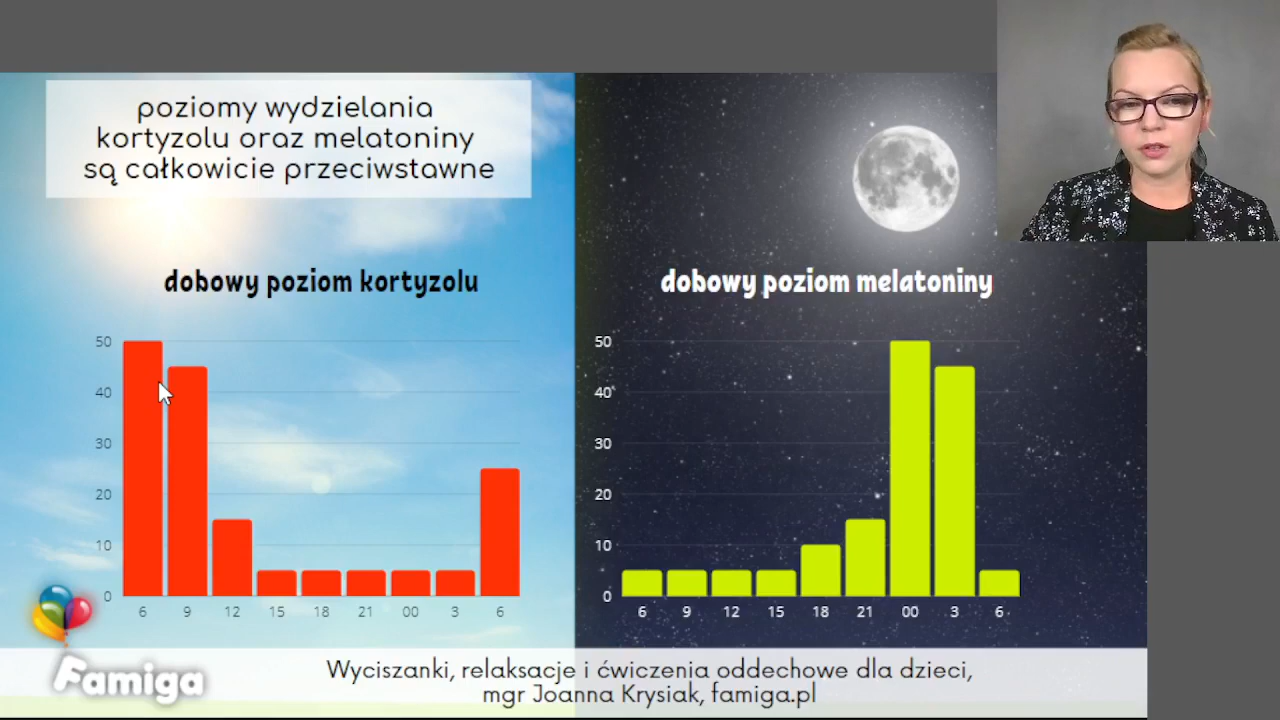 poziomy wydzielania
kortyzolu oraz melatoniny
są całkowicie przeciwstawne
dobowy poziom kortyzolu
50
40
30
20
10
0
6 9 12 15 18 21 00 3 6
dobowy poziom melatoniny
50
40
30
20
10
0
6 9 12 15 18 21 00 3 6
Famiga
Wyciszanki, relaksacje i ćwiczenia oddechowe dla dzieci,
mgr Joanna Krysiak, famiga.pl